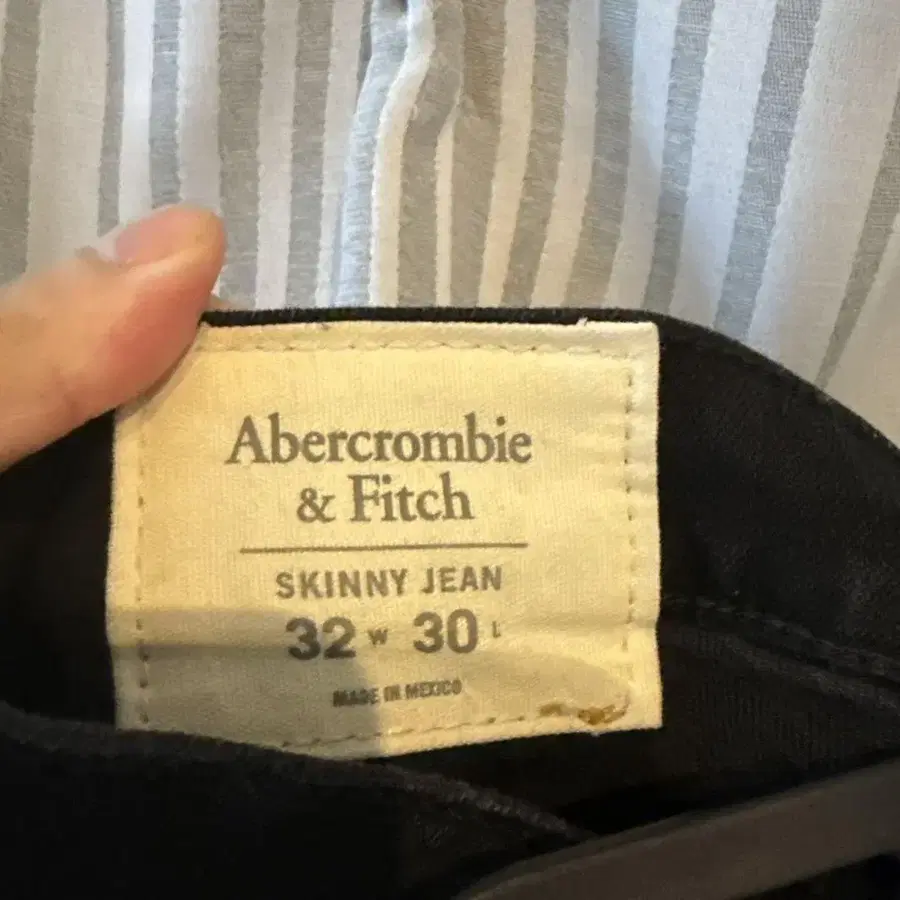 Abercrombie
& Fitch
SKINNY JEAN
32 W 30 L
MADE IN MEXICO